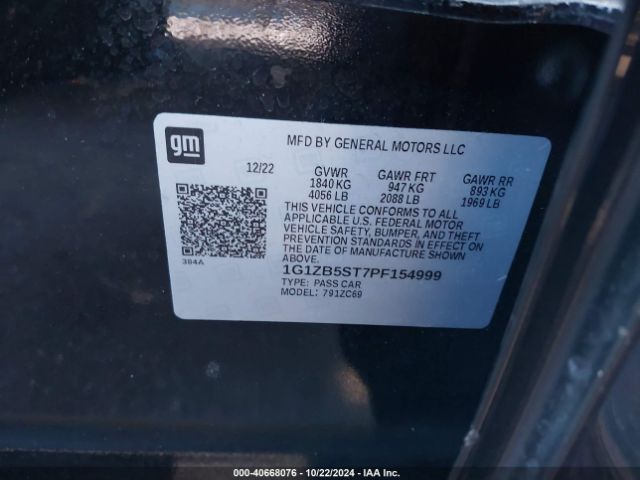 gm
MFD BY GENERAL MOTORS LLC
12/22 GVWR GAWR FRT GAWR RR
1840 KG 947 KG 893 KG
4056 LB 2088 LB 1969 LB
THIS VEHICLE CONFORMS TO ALL
APPLICABLE U.S. FEDERAL MOTOR
VEHICLE SAFETY, BUMPER, AND THEFT
PREVENTION STANDARDS IN EFFECT ON
THE DATE OF MANUFACTURE SHOWN
ABOVE.
384A
1G1ZB5ST7PF154999
TYPE: PASS CAR
MODEL: 791ZC69
© - 40668076 - 10/22/2024 - IAA Inc.